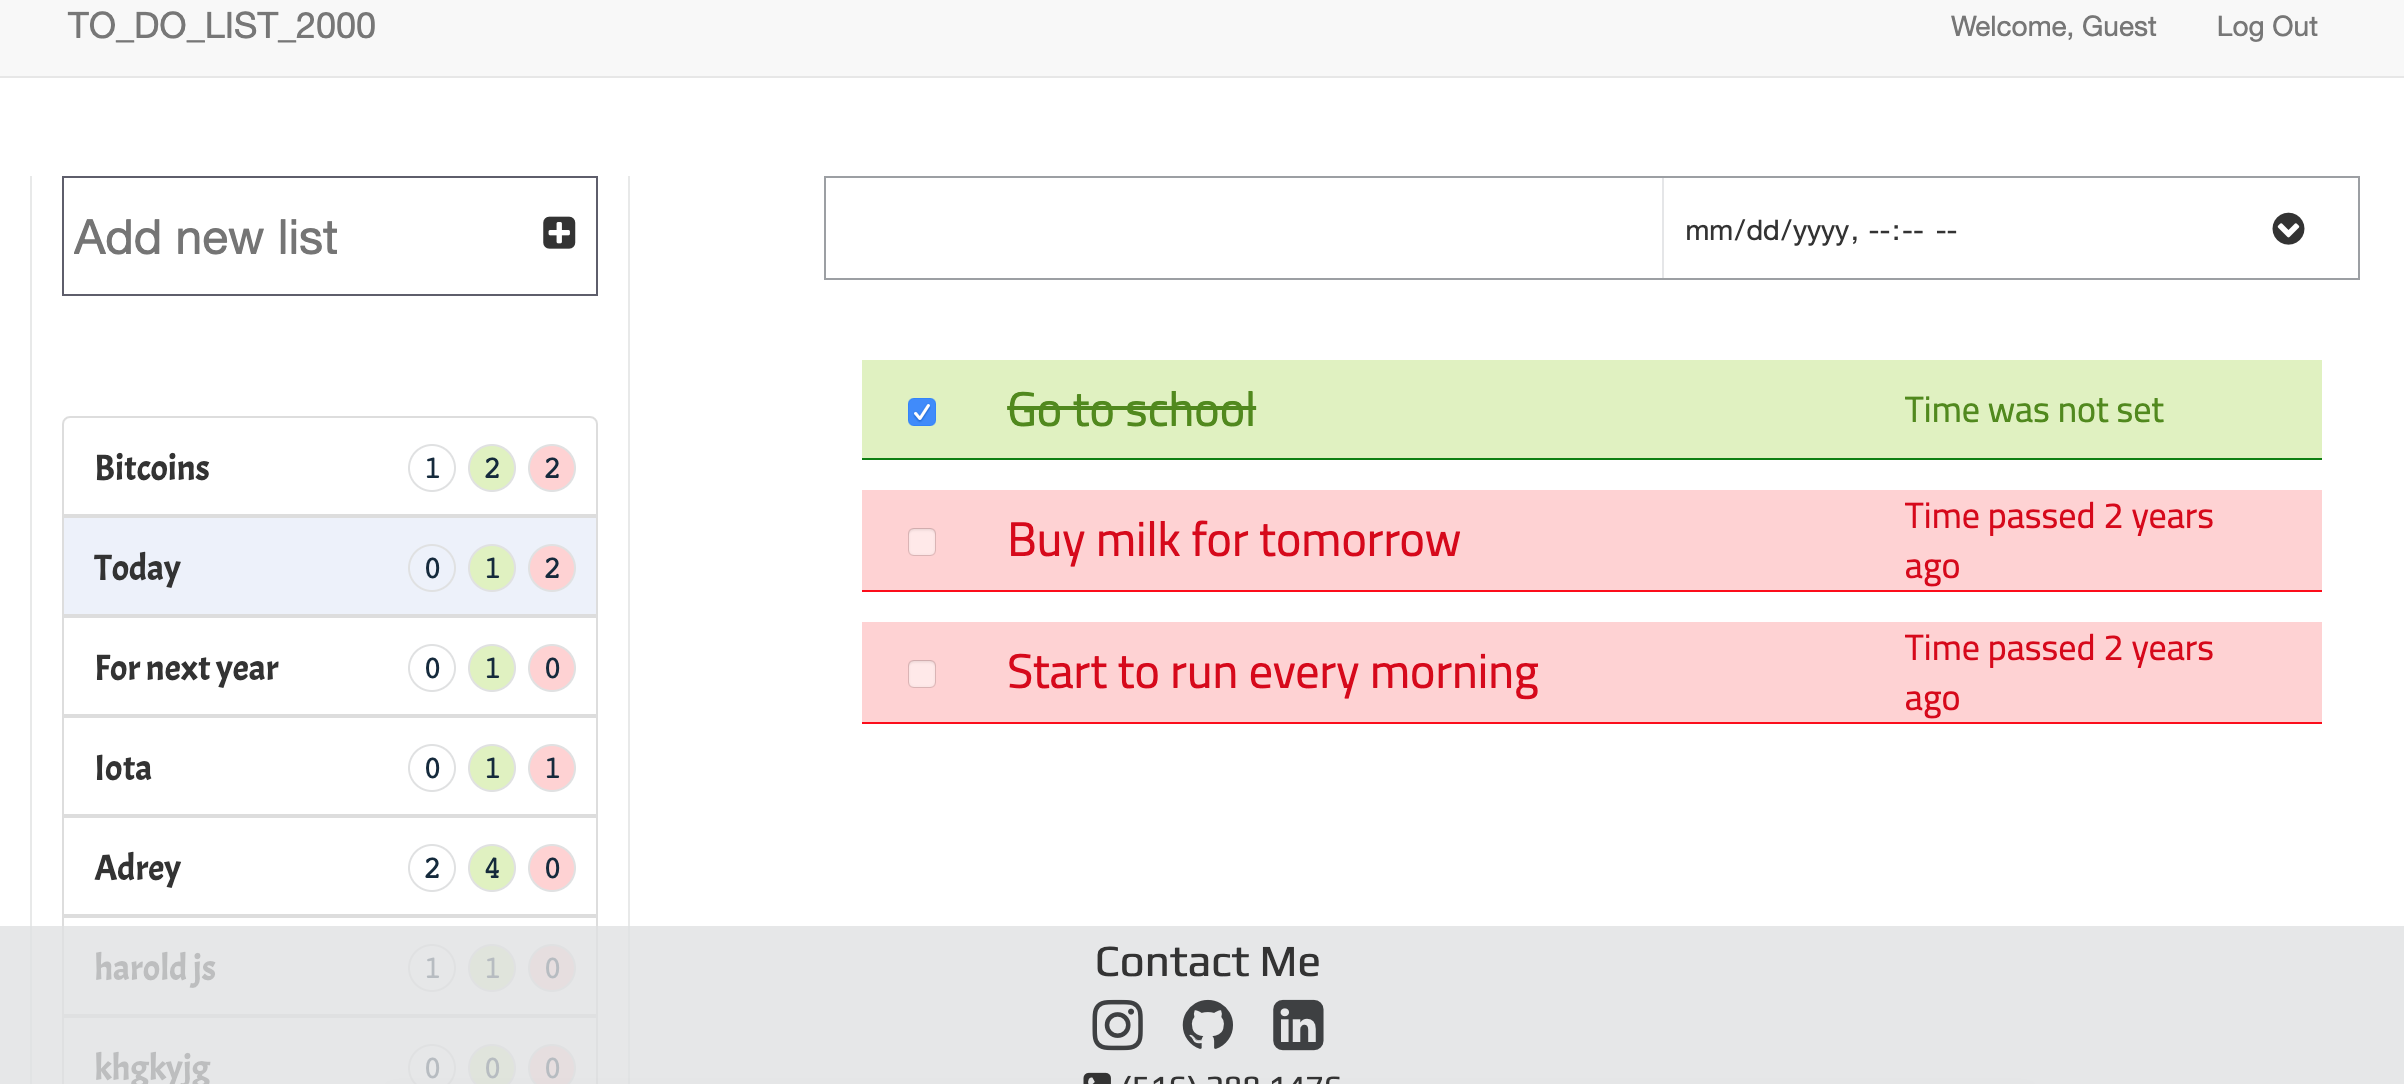 TO_DO_LIST_2000
Welcome, Guest
Log Out
Add new list
mm/dd/yyyy, --:-- --
Bitcoins 1 2 2
Today 0 1 2
For next year 0 1 0
Iota 0 1 1
Adrey 2 4 0
harold js 1 1 0
khgkyjg 0 0 0
Go to school
Time was not set
Buy milk for tomorrow
Time passed 2 years
ago
Start to run every morning
Time passed 2 years
ago
Contact Me
in